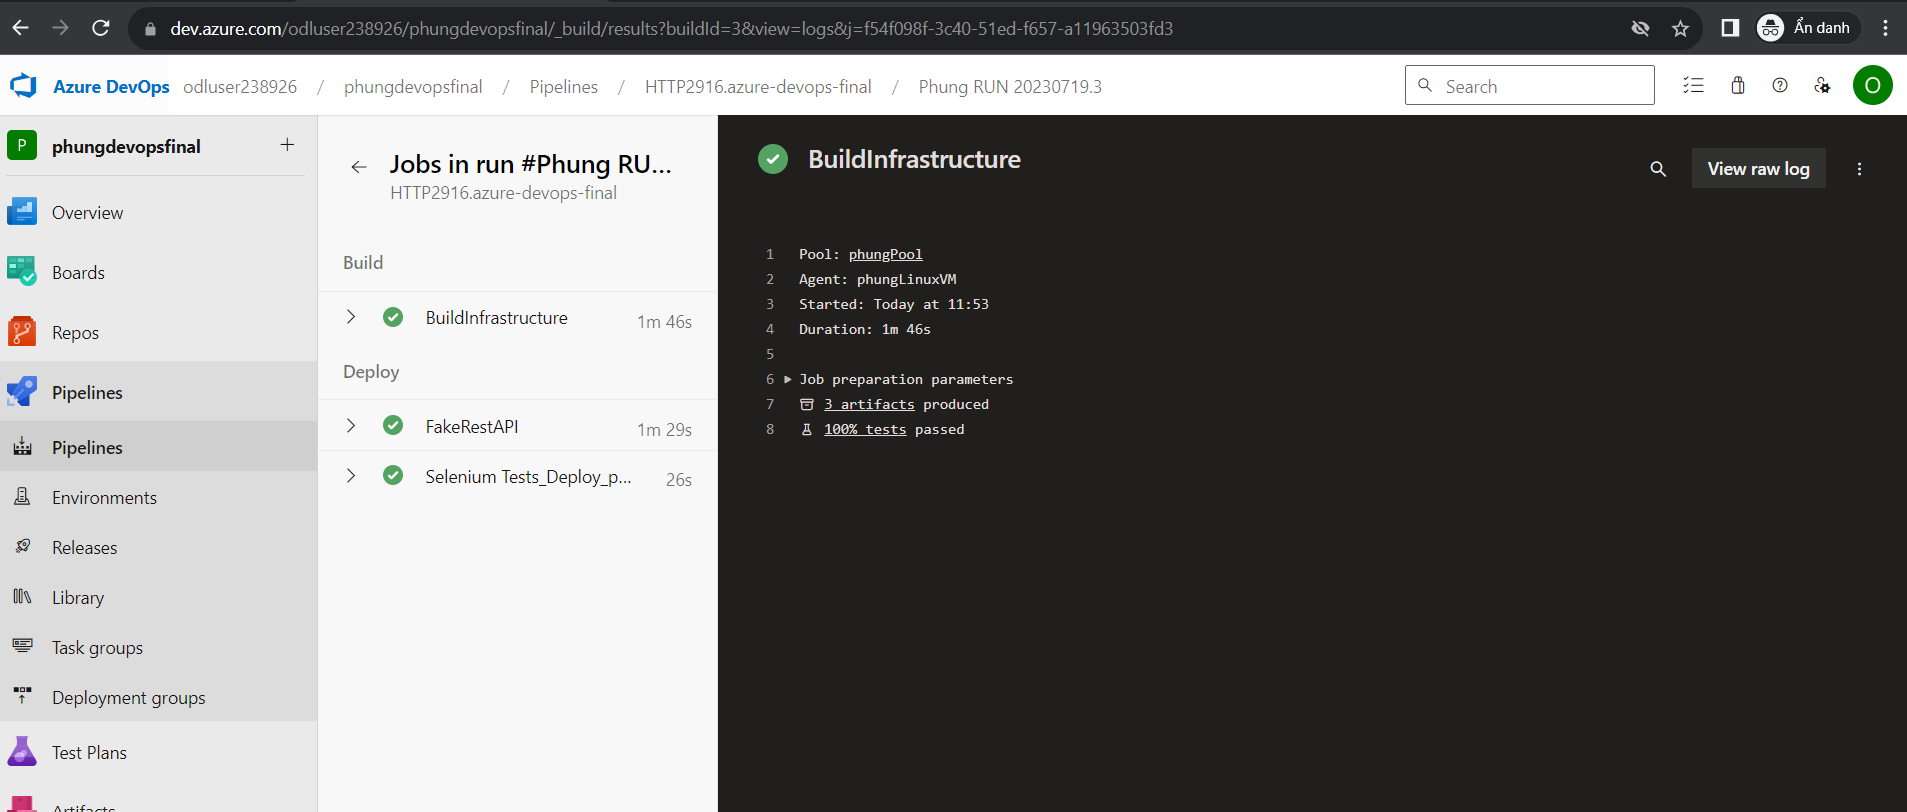 dev.azure.com/odluser238926/phungdevopsfinal/_build/results?buildId=3&view=logs&j=f54f098f-3c40-51ed-f657-a11963503fd3
Ẩn danh
Azure DevOps odluser238926 / phungdevopsfinal / Pipelines / HTTP2916.azure-devops-final / Phung RUN 20230719.3
Search
O
P phungdevopsfinal +
Overview
Boards
Repos
Pipelines
Pipelines
Environments
Releases
Library
Task groups
Deployment groups
Test Plans
Artifacts
Jobs in run #Phung RU...
HTTP2916.azure-devops-final
Build
BuildInfrastructure 1m 46s
Deploy
FakeRestAPI 1m 29s
Selenium Tests_Deploy_p... 26s
BuildInfrastructure
View raw log
1 Pool: phungPool
2 Agent: phungLinuxVM
3 Started: Today at 11:53
4 Duration: 1m 46s
5
6 Job preparation parameters
7 3 artifacts produced
8 100% tests passed